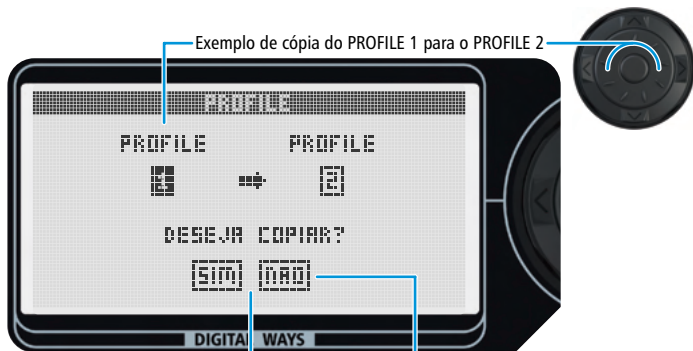 Exemplo de cópia do PROFILE 1 para o PROFILE 2
PROFILE
PROFILE PROFILE
1 2
DESEJA COPIAR?
SIM NÃO
DIGITAL WAYS